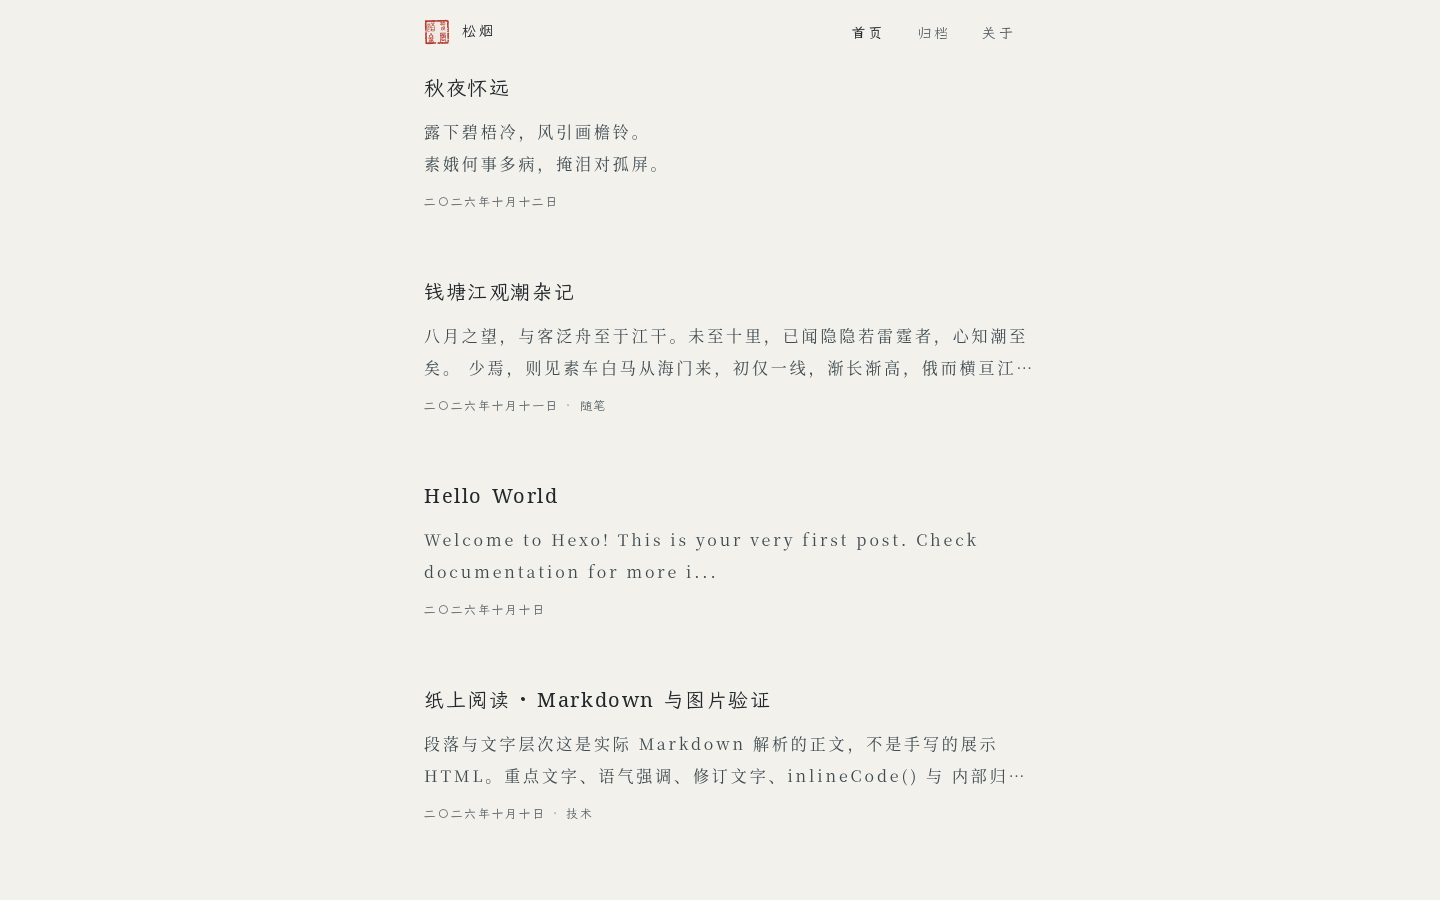 松烟
首页
归档
关于
秋夜怀远
露下碧梧冷，风引画檐铃。
素娥何事多病，掩泪对孤屏。
二〇二六年十月十二日
钱塘江观潮杂记
八月之望，与客泛舟至于江干。未至十里，已闻隐隐若雷霆者，心知潮至
矣。 少焉，则见素车白马从海门来，初仅一线，渐长渐高，俄而横亘江…
二〇二六年十月十一日 · 随笔
Hello World
Welcome to Hexo! This is your very first post. Check
documentation for more i...
二〇二六年十月十日
纸上阅读・Markdown 与图片验证
段落与文字层次这是实际 Markdown 解析的正文，不是手写的展示
HTML。重点文字、语气强调、修订文字、inlineCode() 与 内部归…
二〇二六年十月十日 · 技术